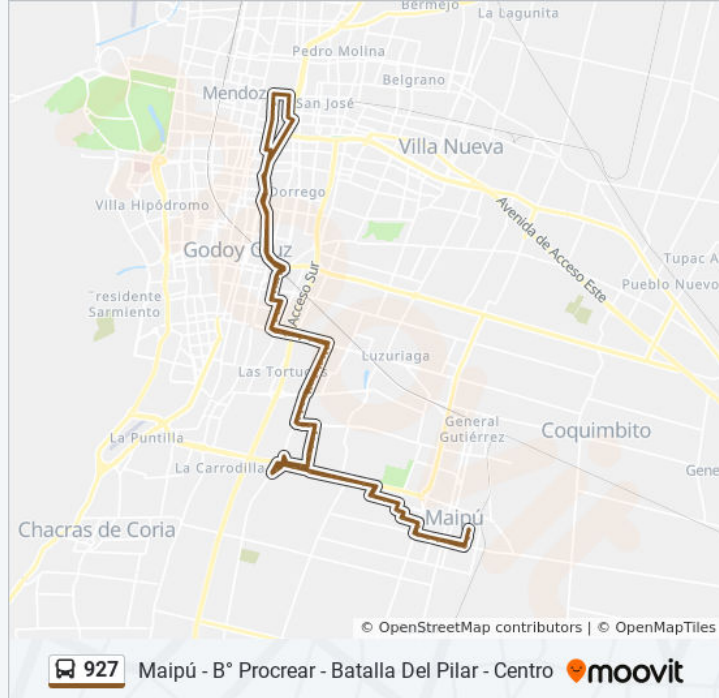 Bermejo
La Lagunita
Pedro Molina
Belgrano
Mendoz
San José
Villa Nueva
Dorrego
Villa Hipódromo
Avenida de Acceso Este
Godoy Cruz
Tupac A
Acceso Sur
Pueblo Nuevo
residente
Sarmiento
Luzuriaga
Las Tortugas
General
Gutiérrez
Coquimbito
La Puntilla
La Carrodilla
Gene
Maipú
Chacras de Coria
© OpenStreetMap contributors | © OpenMapTiles
927 Maipú - B° Procrear - Batalla Del Pilar - Centro moovit